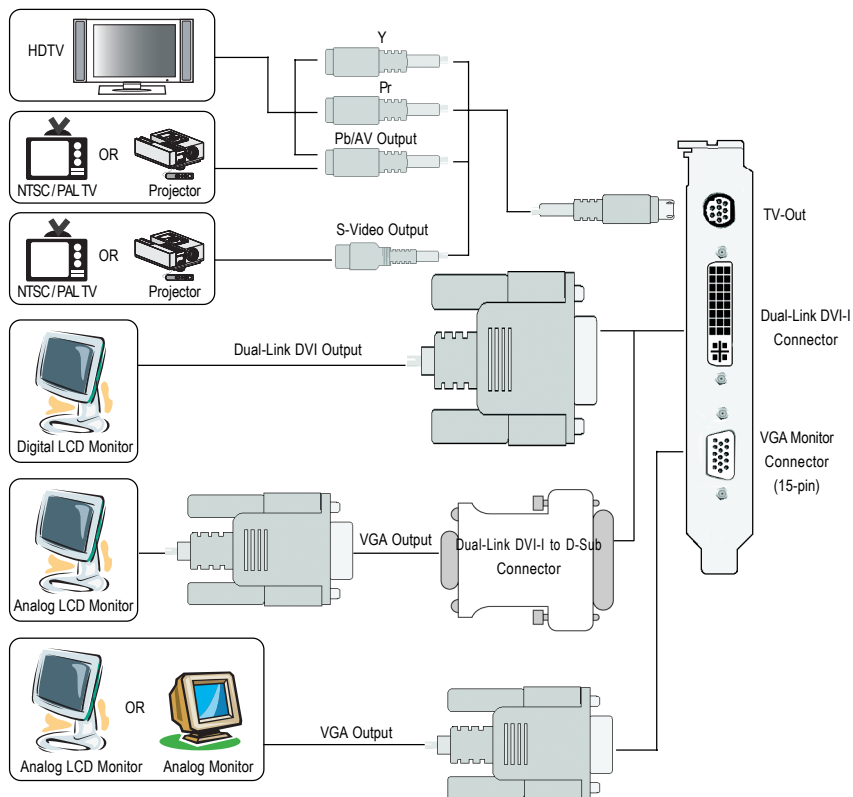 HDTV
Y
Pr
Pb/AV Output
NTSC / PAL TV
OR
Projector
S-Video Output
NTSC / PAL TV
OR
Projector
TV-Out
Dual-Link DVI-I
Connector
Dual-Link DVI Output
Digital LCD Monitor
VGA Monitor
Connector
(15-pin)
Analog LCD Monitor
VGA Output
Dual-Link DVI-I to D-Sub
Connector
Analog LCD Monitor
OR
Analog Monitor
VGA Output